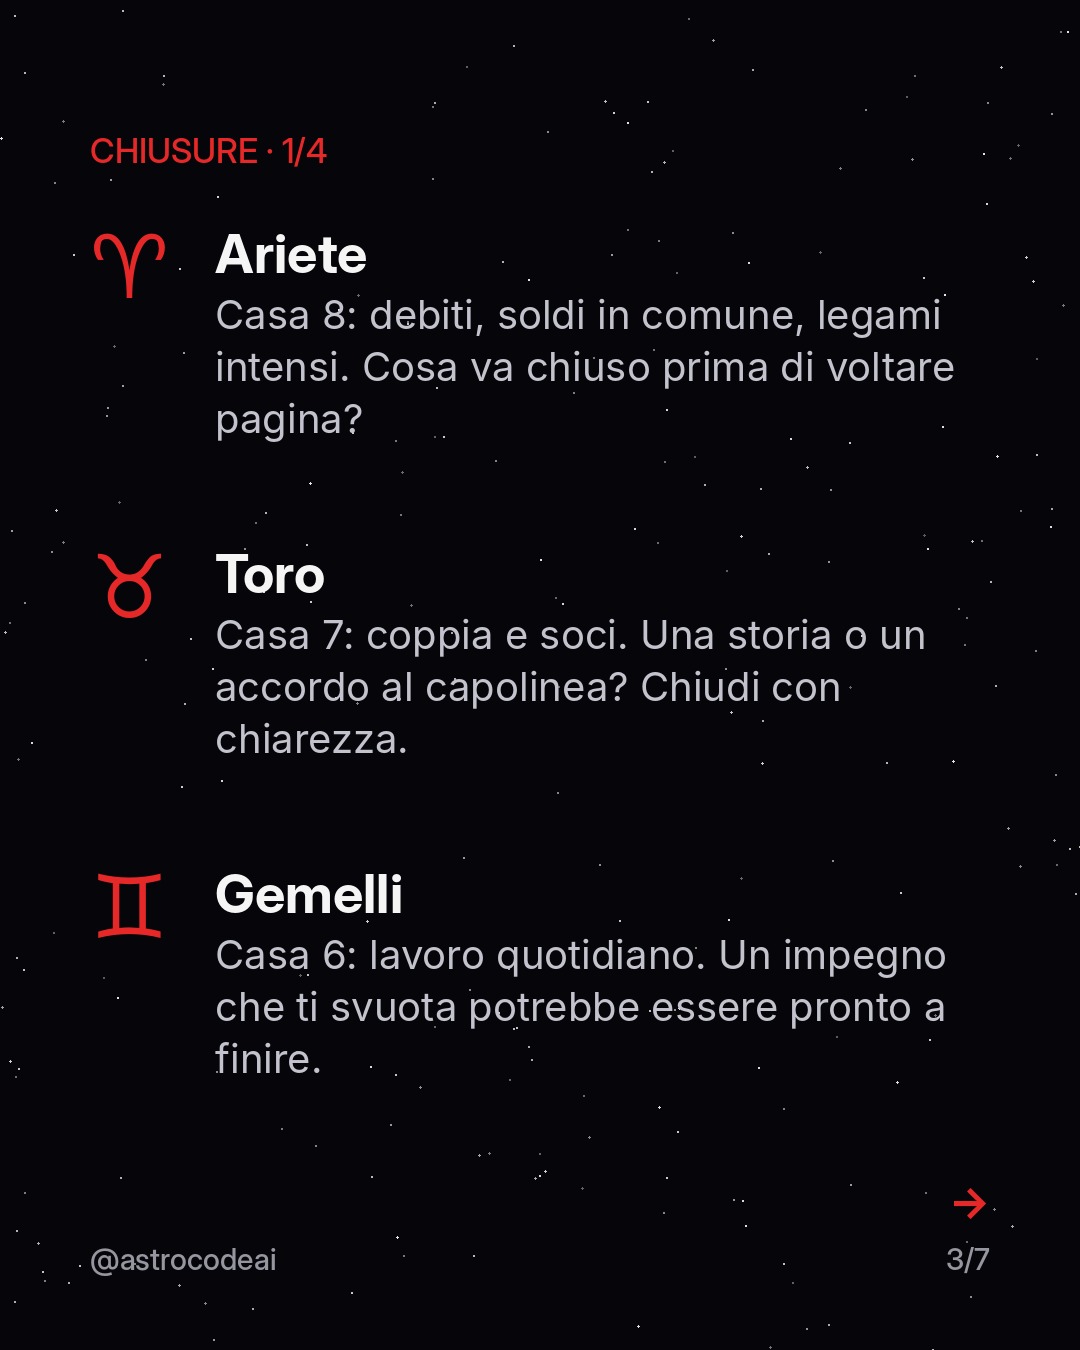 CHIUSURE · 1/4
♈ Ariete
Casa 8: debiti, soldi in comune, legami
intensi. Cosa va chiuso prima di voltare
pagina?
♉ Toro
Casa 7: coppia e soci. Una storia o un
accordo al capolinea? Chiudi con
chiarezza.
♊ Gemelli
Casa 6: lavoro quotidiano. Un impegno
che ti svuota potrebbe essere pronto a
finire.
→
@astrocodeai
3/7